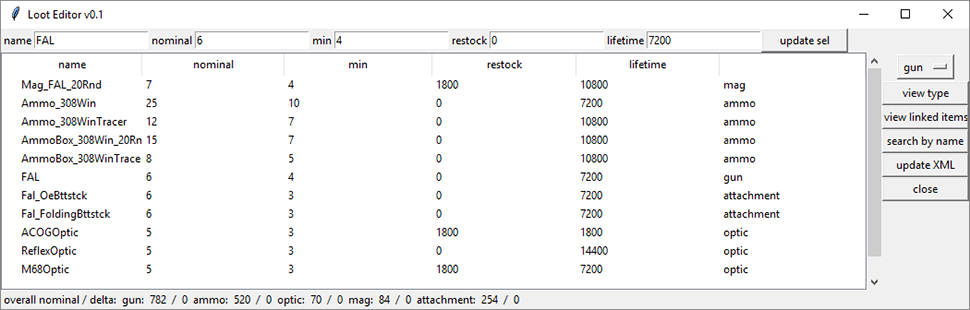 Loot Editor v0.1
name FAL nominal 6 min 4 restock 0 lifetime 7200 update sel
name nominal min restock lifetime
gun
Mag_FAL_20Rnd 7 4 1800 10800 mag
view type
Ammo_308Win 25 10 0 7200 ammo
view linked items
Ammo_308WinTracer 12 7 0 10800 ammo
AmmoBox_308Win_20Rn 15 7 0 10800 ammo
search by name
AmmoBox_308WinTrace 8 5 0 10800 ammo
update XML
FAL 6 4 0 7200 gun
close
Fal_OeBttstck 6 3 0 7200 attachment
Fal_FoldingBttstck 6 3 0 7200 attachment
ACOGOptic 5 3 1800 1800 optic
ReflexOptic 5 3 0 14400 optic
M68Optic 5 3 1800 7200 optic
overall nominal / delta: gun: 782 / 0 ammo: 520 / 0 optic: 70 / 0 mag: 84 / 0 attachment: 254 / 0